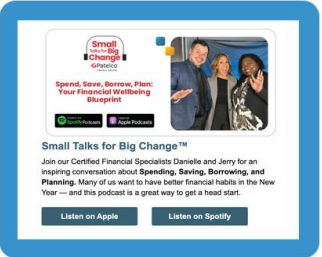 Small
Talks for Big
Change
Patelco
Spend, Save, Borrow, Plan:
Your Financial Wellbeing
Blueprint
Spotify Podcasts
Apple Podcasts
Small Talks for Big Change™
Join our Certified Financial Specialists Danielle and Jerry for an
inspiring conversation about Spending, Saving, Borrowing, and
Planning. Many of us want to have better financial habits in the New
Year — and this podcast is a great way to get a head start.
Listen on Apple
Listen on Spotify